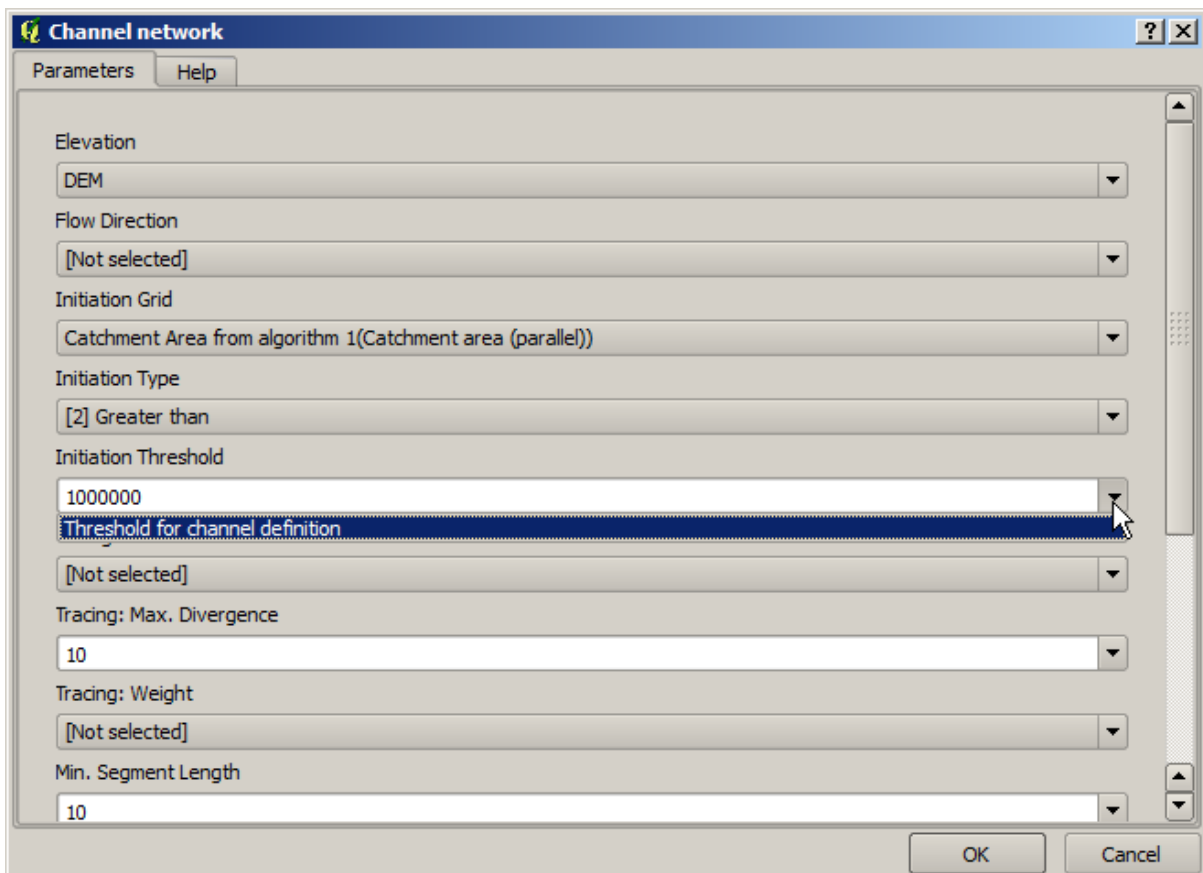 Channel network
Parameters
Help
Elevation
DEM
Flow Direction
[Not selected]
Initiation Grid
Catchment Area from algorithm 1(Catchment area (parallel))
Initiation Type
[2] Greater than
Initiation Threshold
1000000
Threshold for channel definition
[Not selected]
Tracing: Max. Divergence
10
Tracing: Weight
[Not selected]
Min. Segment Length
10
OK
Cancel